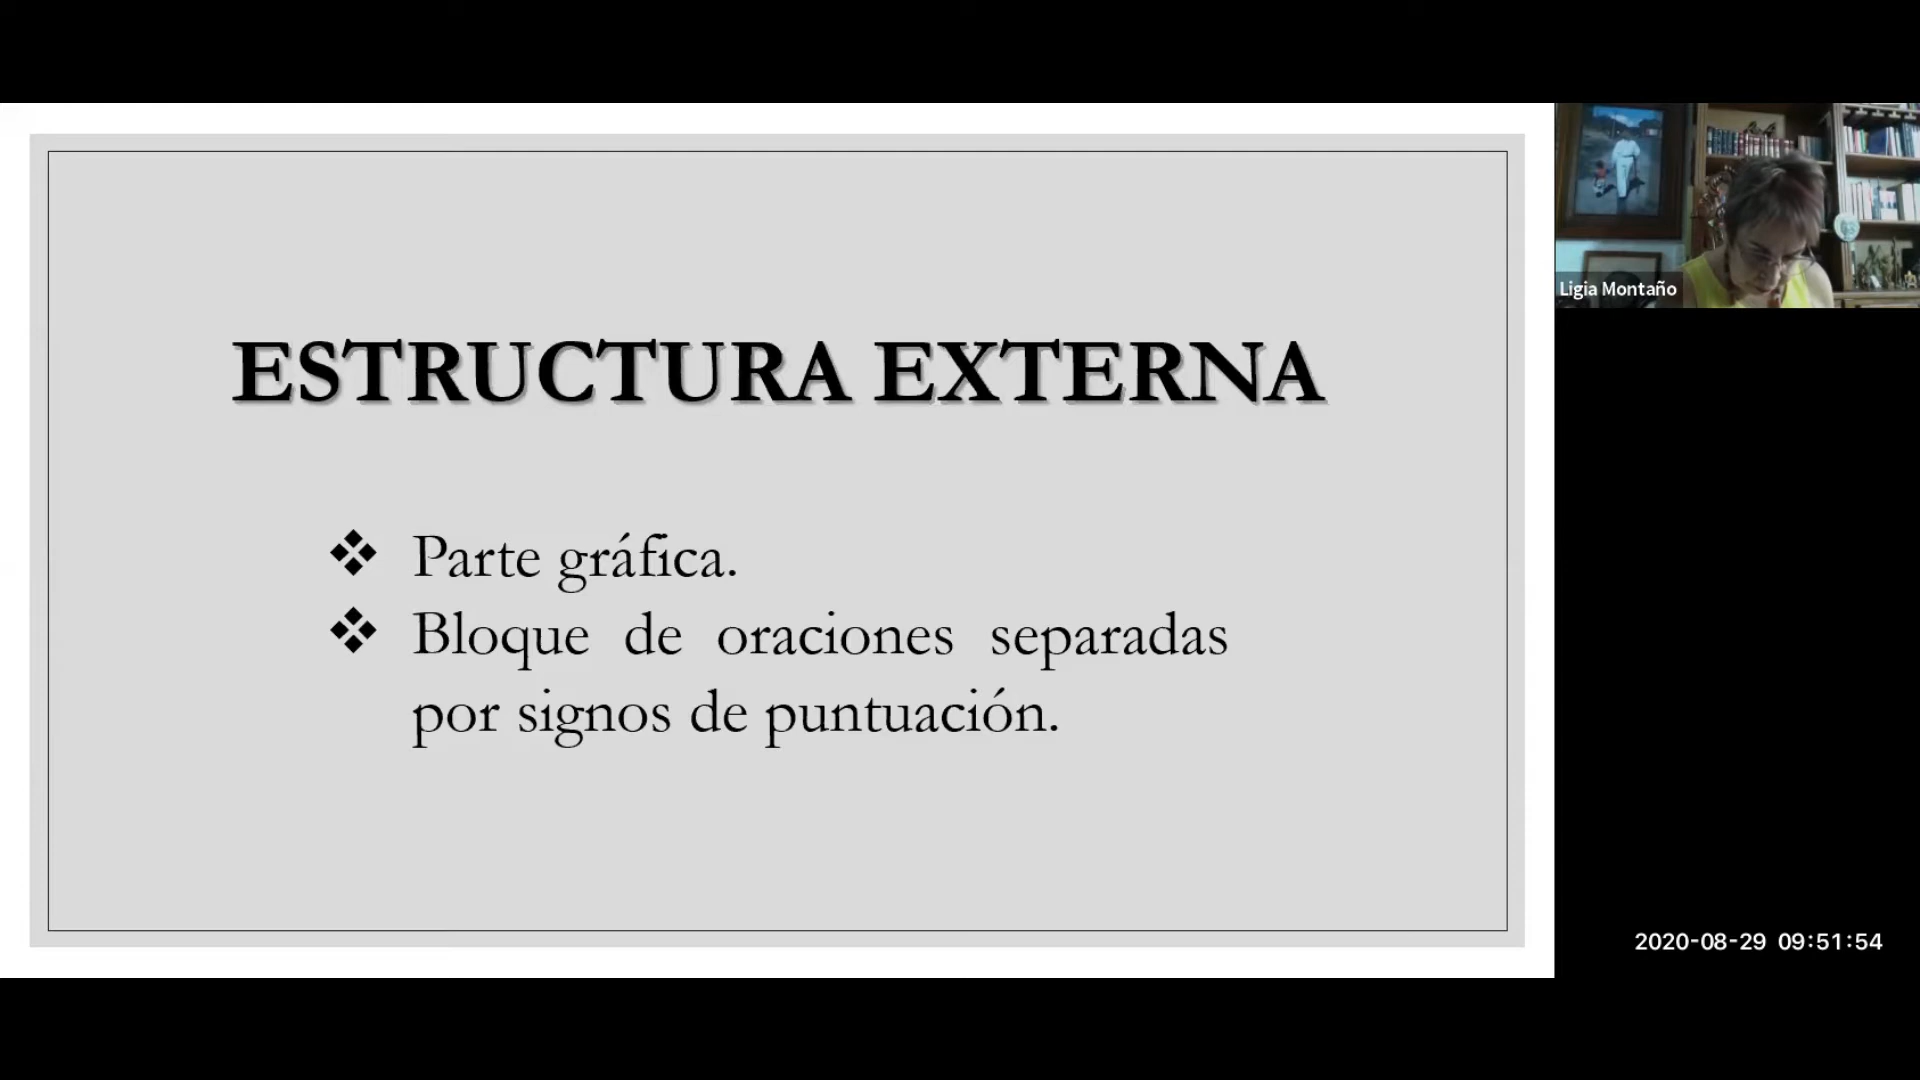 ESTRUCTURA EXTERNA
❖ Parte gráfica.
❖ Bloque de oraciones separadas
por signos de puntuación.
Ligia Montaño
2020-08-29 09:51:54